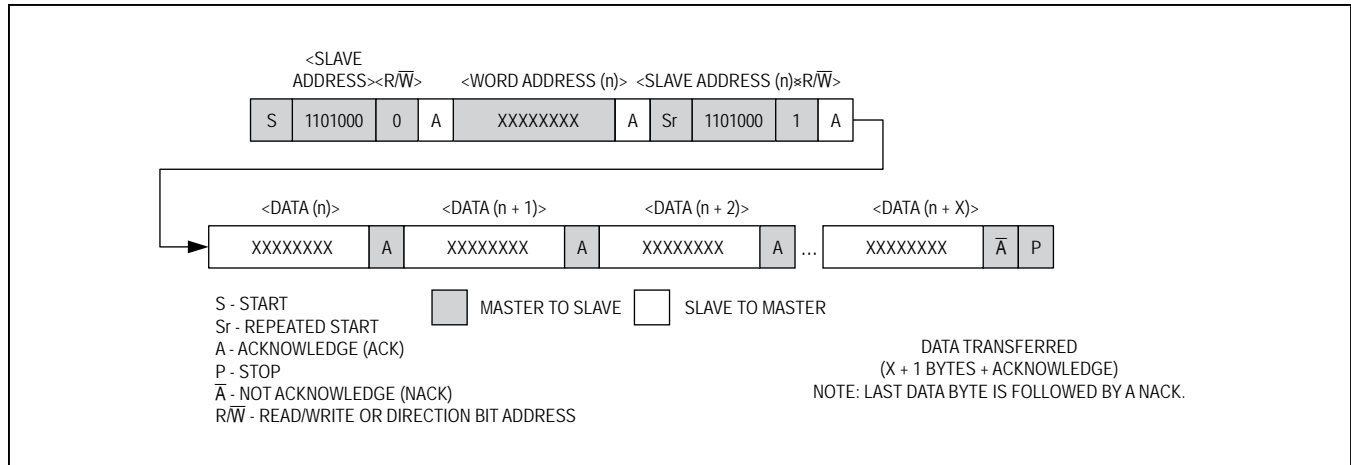 <SLAVE
ADDRESS><R/W̅> <WORD ADDRESS (n)> <SLAVE ADDRESS (n)><R/W̅>
S 1101000 0 A XXXXXXXX A Sr 1101000 1 A
<DATA (n)> <DATA (n + 1)> <DATA (n + 2)> <DATA (n + X)>
XXXXXXXX A XXXXXXXX A XXXXXXXX A ... XXXXXXXX A̅ P
S - START
Sr - REPEATED START
A - ACKNOWLEDGE (ACK)
P - STOP
A̅ - NOT ACKNOWLEDGE (NACK)
R/W̅ - READ/WRITE OR DIRECTION BIT ADDRESS
MASTER TO SLAVE SLAVE TO MASTER
DATA TRANSFERRED
(X + 1 BYTES + ACKNOWLEDGE)
NOTE: LAST DATA BYTE IS FOLLOWED BY A NACK.